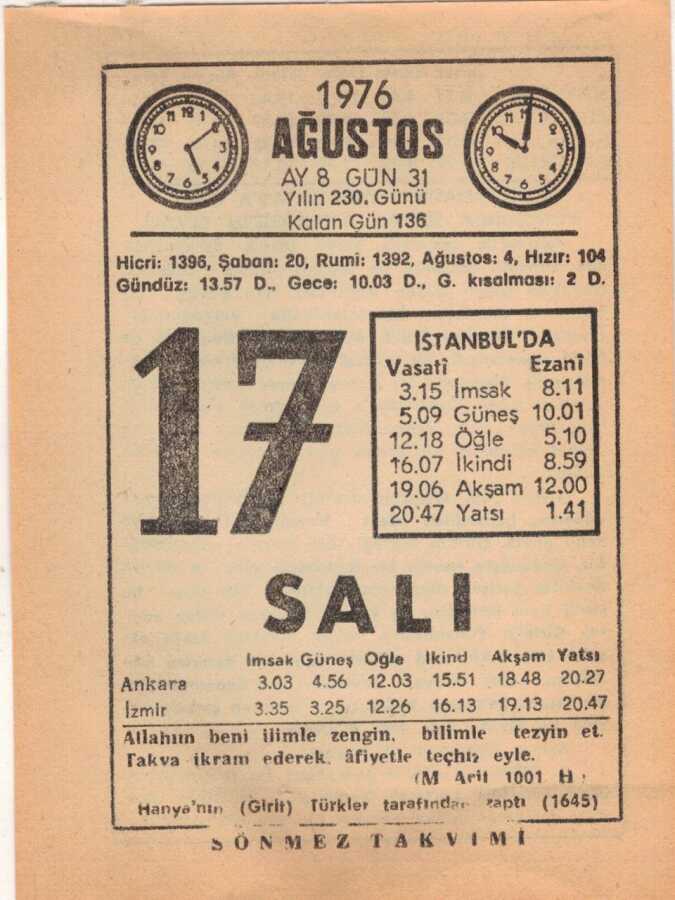 1976
AĞUSTOS
AY 8 GÜN 31
Yılın 230. Günü
Kalan Gün 136
Hicri: 1396, Şaban: 20, Rumi: 1392, Ağustos: 4, Hızır: 104
Gündüz: 13.57 D., Gece: 10.03 D., G. kısalması: 2 D.
17
İSTANBUL'DA
Vasatî Ezanî
3.15 İmsak 8.11
5.09 Güneş 10.01
12.18 Öğle 5.10
16.07 İkindi 8.59
19.06 Akşam 12.00
20.47 Yatsı 1.41
SALI
İmsak Güneş Öğle İkind Akşam Yatsı
Ankara 3.03 4.56 12.03 15.51 18.48 20.27
İzmir 3.35 3.25 12.26 16.13 19.13 20.47
Allahım beni ilimle zengin, bilimle tezyin et.
Takva ikram ederek, âfiyetle teçhiz eyle.
(M Arif 1001 H
Hanya'nın (Girit) Türkler tarafından zaptı (1645)
SÖNMEZ TAKVİMİ